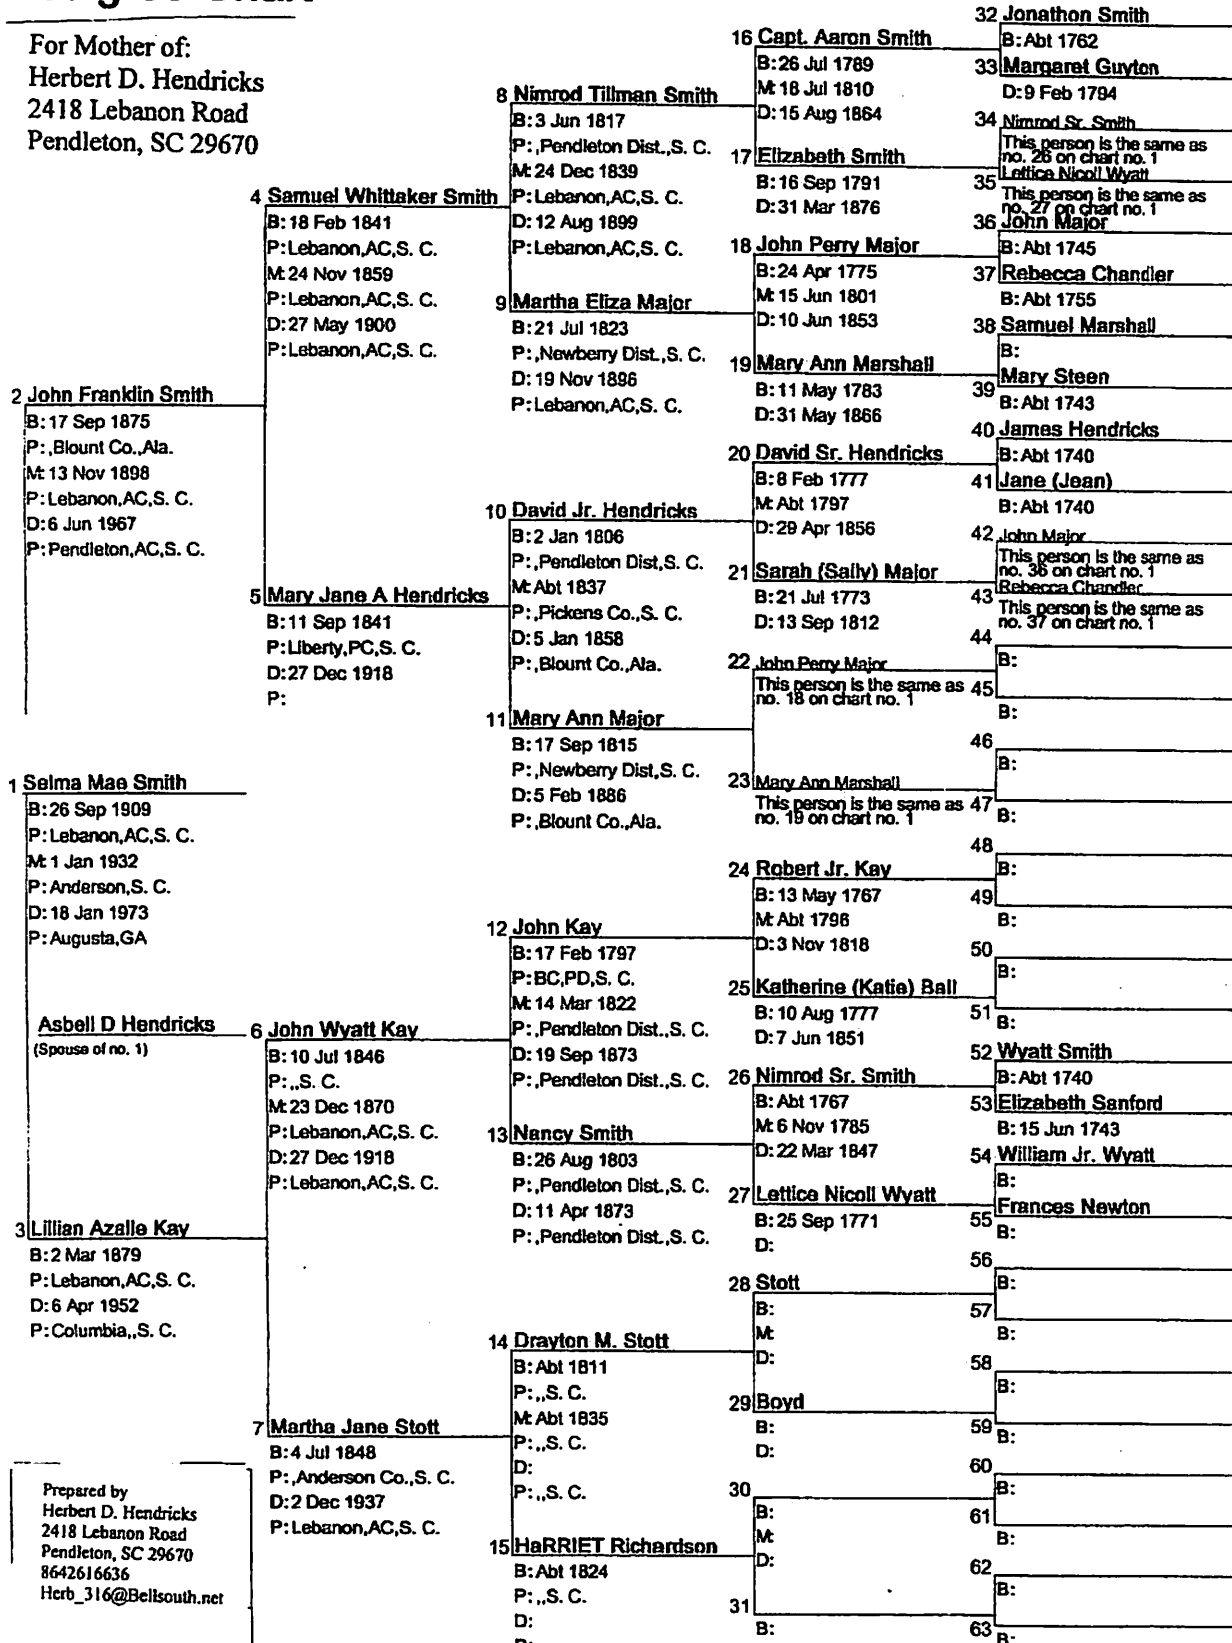 For Mother of:
Herbert D. Hendricks
2418 Lebanon Road
Pendleton, SC 29670
1 Selma Mae Smith
B:26 Sep 1909
P:Lebanon,AC,S. C.
M:1 Jan 1932
P:Anderson,S. C.
D:18 Jan 1973
P:Augusta,GA
Asbell D Hendricks
(Spouse of no. 1)
2 John Franklin Smith
B:17 Sep 1875
P:,Blount Co.,Ala.
M:13 Nov 1898
P:Lebanon,AC,S. C.
D:6 Jun 1967
P:Pendleton,AC,S. C.
3 Lillian Azalie Kay
B:2 Mar 1879
P:Lebanon,AC,S. C.
D:6 Apr 1952
P:Columbia,,S. C.
Prepared by
Herbert D. Hendricks
2418 Lebanon Road
Pendleton, SC 29670
8642616636
Herb_316@Bellsouth.net
4 Samuel Whittaker Smith
B:18 Feb 1841
P:Lebanon,AC,S. C.
M:24 Nov 1859
P:Lebanon,AC,S. C.
D:27 May 1900
P:Lebanon,AC,S. C.
5 Mary Jane A Hendricks
B:11 Sep 1841
P:Liberty,PC,S. C.
D:27 Dec 1918
P:
6 John Wyatt Kay
B:10 Jul 1846
P:,,S. C.
M:23 Dec 1870
P:Lebanon,AC,S. C.
D:27 Dec 1918
P:Lebanon,AC,S. C.
7 Martha Jane Stott
B:4 Jul 1848
P:,Anderson Co.,S. C.
D:2 Dec 1937
P:Lebanon,AC,S. C.
8 Nimrod Tillman Smith
B:3 Jun 1817
P:,Pendleton Dist.,S. C.
M:24 Dec 1839
P:Lebanon,AC,S. C.
D:12 Aug 1899
P:Lebanon,AC,S. C.
9 Martha Eliza Major
B:21 Jul 1823
P:,Newberry Dist.,S. C.
D:19 Nov 1896
P:Lebanon,AC,S. C.
10 David Jr. Hendricks
B:2 Jan 1806
P:,Pendleton Dist,S. C.
M:Abt 1837
P:,Pickens Co.,S. C.
D:5 Jan 1858
P:,Blount Co.,Ala.
11 Mary Ann Major
B:17 Sep 1815
P:,Newberry Dist,S. C.
D:5 Feb 1886
P:,Blount Co.,Ala.
12 John Kay
B:17 Feb 1797
P:BC,PD,S. C.
M:14 Mar 1822
P:,Pendleton Dist.,S. C.
D:19 Sep 1873
P:,Pendleton Dist.,S. C.
13 Nancy Smith
B:26 Aug 1803
P:,Pendleton Dist.,S. C.
D:11 Apr 1873
P:,Pendleton Dist.,S. C.
14 Drayton M. Stott
B:Abt 1811
P:,,S. C.
M:Abt 1835
P:,,S. C.
D:
P:,,S. C.
15 HaRRIET Richardson
B:Abt 1824
P:,,S. C.
D:
16 Capt. Aaron Smith
B:26 Jul 1789
M:18 Jul 1810
D:15 Aug 1864
17 Elizabeth Smith
B:16 Sep 1791
D:31 Mar 1876
18 John Perry Major
B:24 Apr 1775
M:15 Jun 1801
D:10 Jun 1853
19 Mary Ann Marshall
B:11 May 1783
D:31 May 1866
20 David Sr. Hendricks
B:8 Feb 1777
M:Abt 1797
D:29 Apr 1856
21 Sarah (Sally) Major
B:21 Jul 1773
D:13 Sep 1812
22 John Perry Major
This person is the same as
no. 18 on chart no. 1
23 Mary Ann Marshall
This person is the same as
no. 19 on chart no. 1
24 Robert Jr. Kay
B:13 May 1767
M:Abt 1796
D:3 Nov 1818
25 Katherine (Katie) Ball
B:10 Aug 1777
D:7 Jun 1851
26 Nimrod Sr. Smith
B:Abt 1767
M:6 Nov 1785
D:22 Mar 1847
27 Lettice Nicoll Wyatt
B:25 Sep 1771
D:
28 Stott
B:
M:
D:
29 Boyd
B:
D:
30
B:
M:
D:
31
B:
32 Jonathon Smith
B:Abt 1762
33 Margaret Guyton
D:9 Feb 1794
34 Nimrod Sr. Smith
This person is the same as
no. 26 on chart no. 1
35 Lettice Nicoll Wyatt
This person is the same as
no. 27 on chart no. 1
36 John Major
B:Abt 1745
37 Rebecca Chandler
B:Abt 1755
38 Samuel Marshall
B:
39 Mary Steen
B:Abt 1743
40 James Hendricks
B:Abt 1740
41 Jane (Jean)
B:Abt 1740
42 John Major
This person is the same as
no. 36 on chart no. 1
43 Rebecca Chandler
This person is the same as
no. 37 on chart no. 1
44
B:
45
B:
46
B:
47
B:
48
B:
49
B:
50
B:
51
B:
52 Wyatt Smith
B:Abt 1740
53 Elizabeth Sanford
B:15 Jun 1743
54 William Jr. Wyatt
B:
55 Frances Newton
B:
56
B:
57
B:
58
B:
59
B:
60
B:
61
B:
62
B:
63
B: